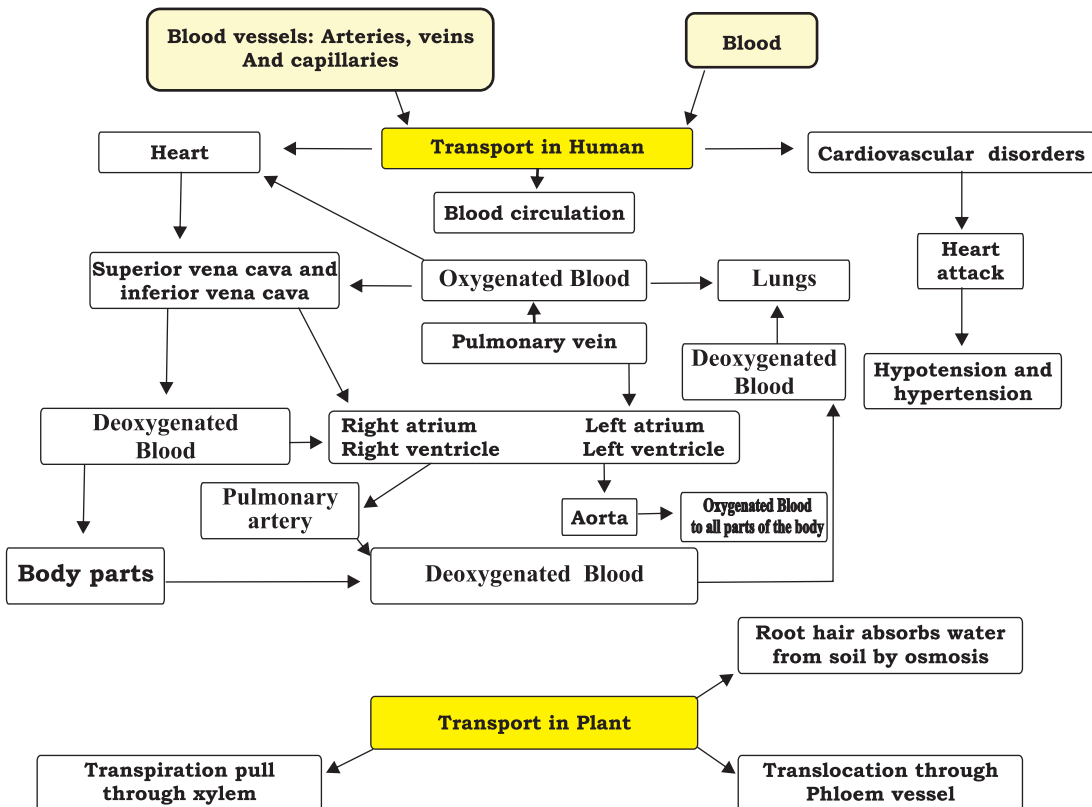 Blood vessels: Arteries, veins
And capillaries
Blood
Heart
Transport in Human
Cardiovascular disorders
Blood circulation
Superior vena cava and
inferior vena cava
Oxygenated Blood
Lungs
Heart
attack
Pulmonary vein
Deoxygenated
Blood
Hypotension and
hypertension
Deoxygenated
Blood
Right atrium Left atrium
Right ventricle Left ventricle
Pulmonary
artery
Aorta
Oxygenated Blood
to all parts of the body
Body parts
Deoxygenated Blood
Root hair absorbs water
from soil by osmosis
Transport in Plant
Transpiration pull
through xylem
Translocation through
Phloem vessel